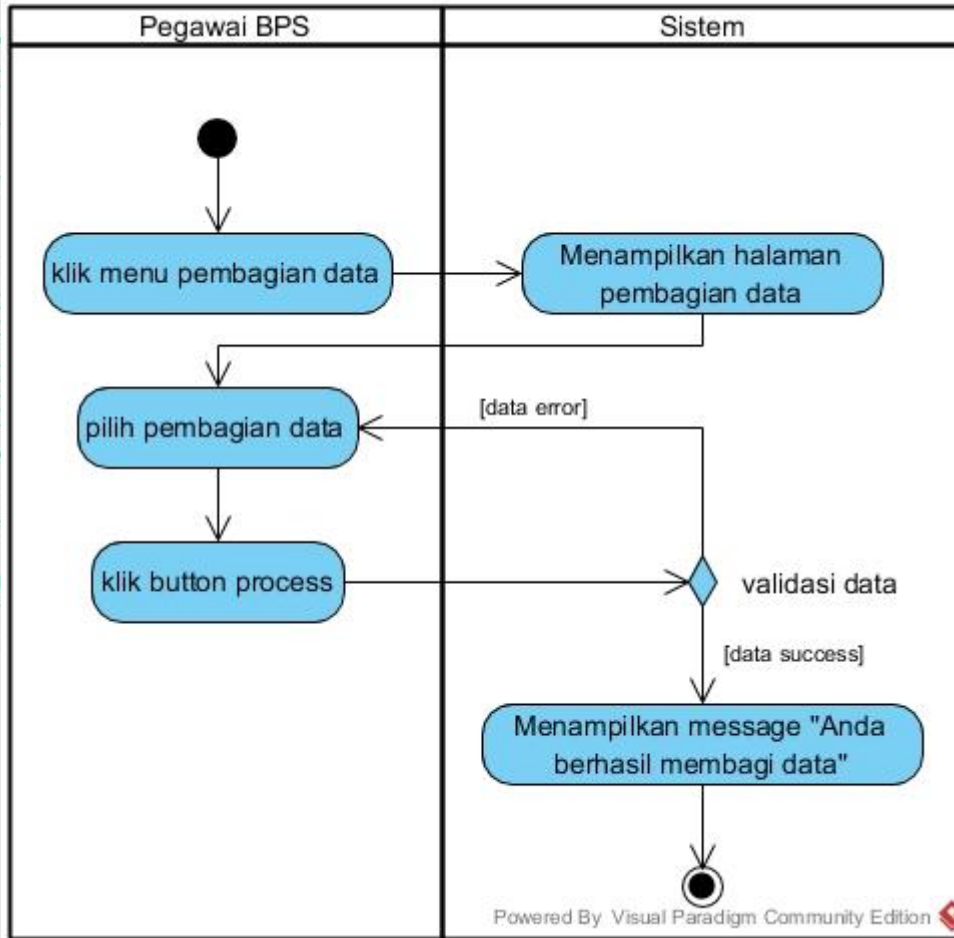 Pegawai BPS
Sistem
klik menu pembagian data
Menampilkan halaman
pembagian data
pilih pembagian data
[data error]
klik button process
validasi data
[data success]
Menampilkan message "Anda
berhasil membagi data"
Powered By Visual Paradigm Community Edition